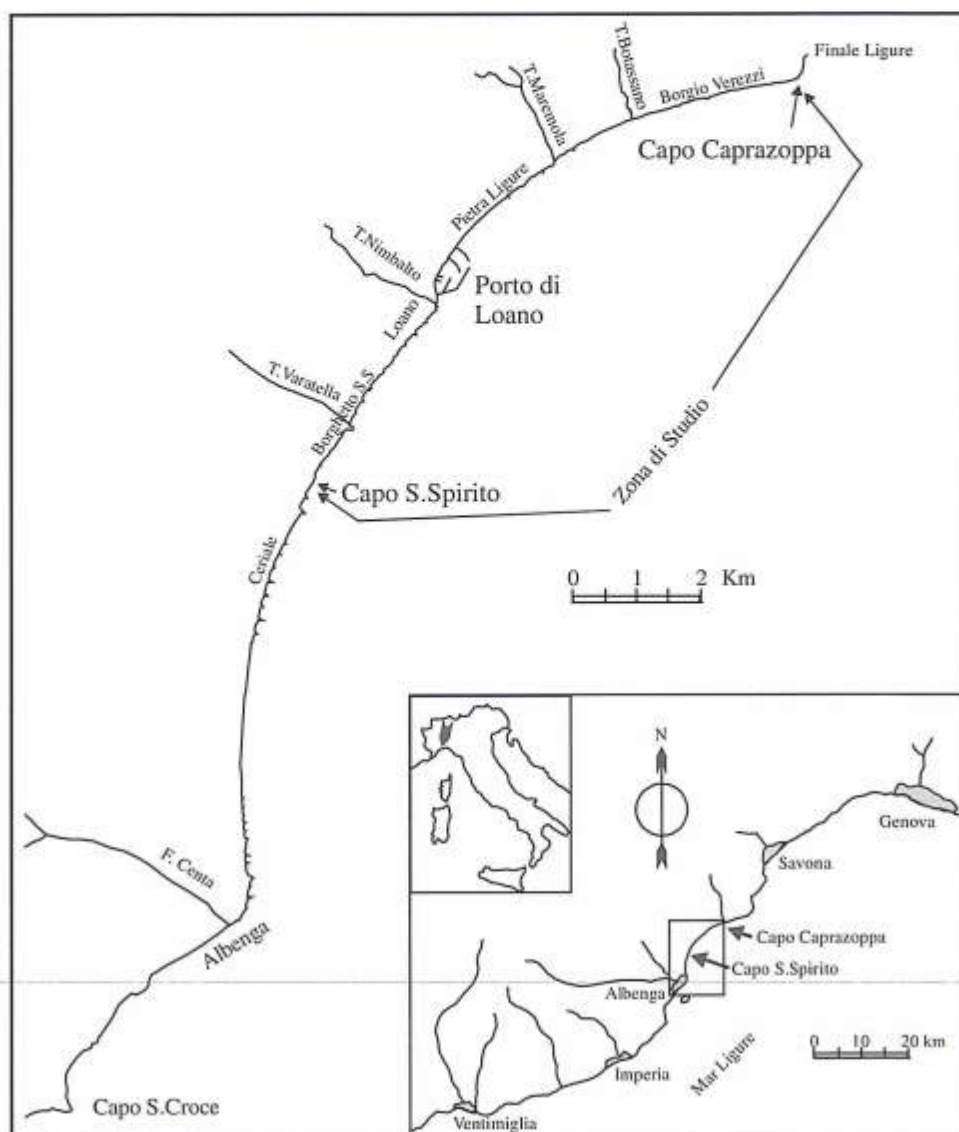 Finale Ligure
T.Botassano
Borgio Verezzi
T.Maremola
Capo Caprazoppa
Pietra Ligure
T.Nimbalto
Porto di
Loano
Loano
T.Varatella
Borghetto S.S
Zona di Studio
Capo S.Spirito
Ceriale
0 1 2 Km
F. Centa
Albenga
Capo S.Croce
N
Genova
Savona
Capo Caprazoppa
Capo S.Spirito
Albenga
0 20 km
Mar Ligure
Imperia
Ventimiglia